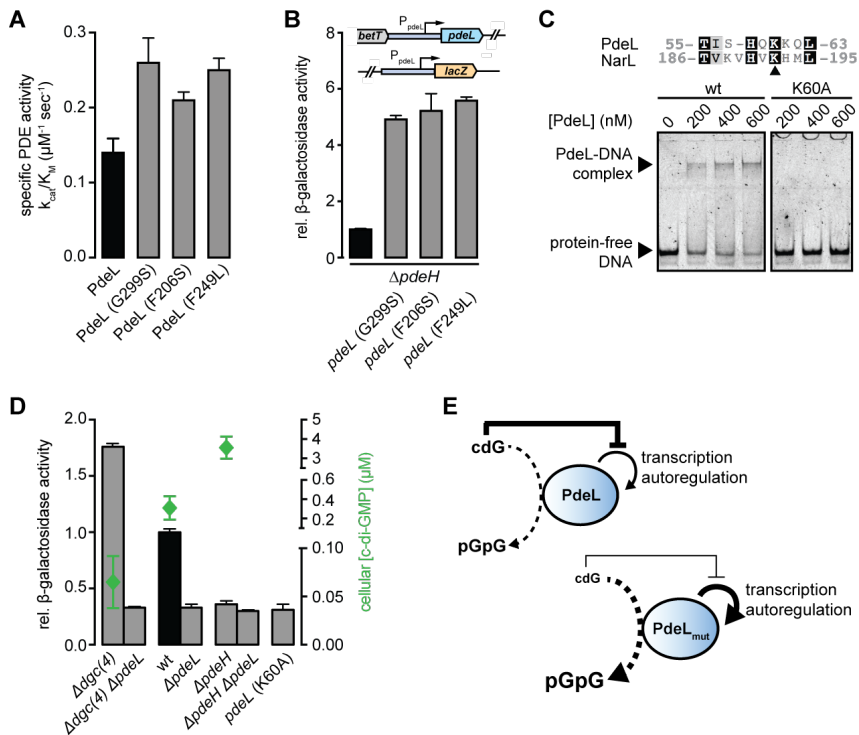 A
specific PDE activity
kcat/KM (µM-1 sec-1)
0.3
0.2
0.1
0.0
PdeL
PdeL (G299S)
PdeL (F206S)
PdeL (F249L)
B
rel. β-galactosidase activity
8
6
4
2
0
PpdeL
betT
pdeL
PpdeL
lacZ
ΔpdeH
pdeL (G299S)
pdeL (F206S)
pdeL (F249L)
C
PdeL 55- TIS-HQKKQL -63
NarL 186- TVKVHVKHML -195
wt
K60A
[PdeL] (nM)
0 200 400 600 200 400 600
PdeL-DNA
complex
protein-free
DNA
D
rel. β-galactosidase activity
2.0
1.5
1.0
0.5
0.0
5
4
3
0.6
0.4
0.2
0.10
0.05
0.00
cellular [c-di-GMP] (µM)
Δdgc(4)
Δdgc(4) ΔpdeL
wt
ΔpdeL
ΔpdeH
ΔpdeH ΔpdeL
pdeL (K60A)
E
cdG
transcription
autoregulation
PdeL
pGpG
cdG
transcription
autoregulation
PdeLmut
pGpG